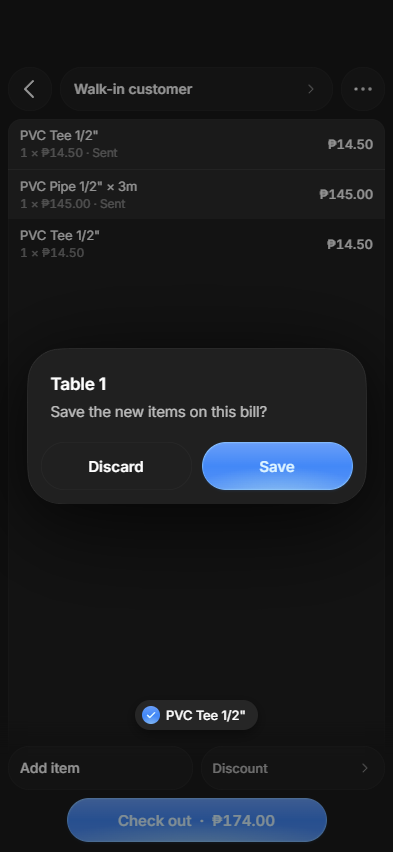 Walk-in customer
PVC Tee 1/2"
1 × ₱14.50 · Sent
₱14.50
PVC Pipe 1/2" × 3m
1 × ₱145.00 · Sent
₱145.00
PVC Tee 1/2"
1 × ₱14.50
₱14.50
Table 1
Save the new items on this bill?
Discard
Save
PVC Tee 1/2"
Add item
Discount
Check out · ₱174.00